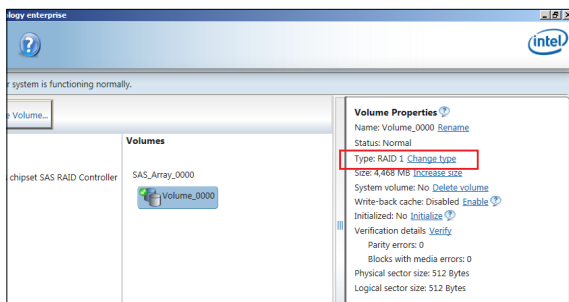 ology enterprise
intel
r system is functioning normally.
e Volume...
Volumes
chipset SAS RAID Controller
SAS_Array_0000
Volume_0000
Volume Properties
Name: Volume_0000 Rename
Status: Normal
Type: RAID 1 Change type
Size: 4,468 MB Increase size
System volume: No Delete volume
Write-back cache: Disabled Enable
Initialized: No Initialize
Verification details Verify
Parity errors: 0
Blocks with media errors: 0
Physical sector size: 512 Bytes
Logical sector size: 512 Bytes